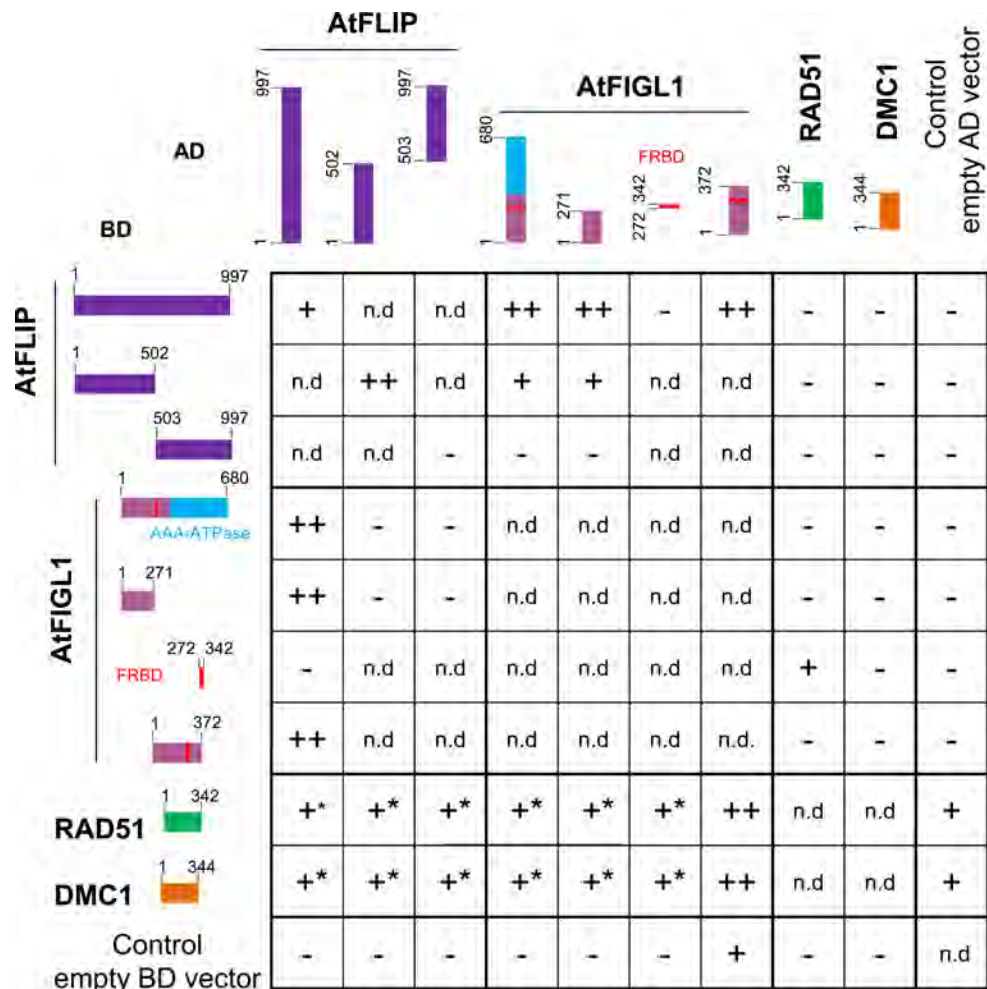 AtFLIP
AtFIGL1
RAD51
DMC1
Control
empty AD vector
AD
BD
997
1
502
1
997
503
680
1
271
1
FRBD
342
272
372
1
342
1
344
1
AtFLIP
1 997
+ n.d n.d ++ ++ - ++ - - -
1 502
n.d ++ n.d + + n.d n.d - - -
503 997
n.d n.d - - - n.d n.d - - -
AtFIGL1
1 680
AAA-ATPase
++ - - n.d n.d n.d n.d - - -
1 271
++ - - n.d n.d n.d n.d - - -
272 342
FRBD
- n.d n.d n.d n.d n.d n.d + - -
1 372
++ n.d n.d n.d n.d n.d n.d. - - -
1 342
RAD51
+* +* +* +* +* +* ++ n.d n.d +
1 344
DMC1
+* +* +* +* +* +* ++ n.d n.d +
Control
empty BD vector
- - - - - - + - - n.d